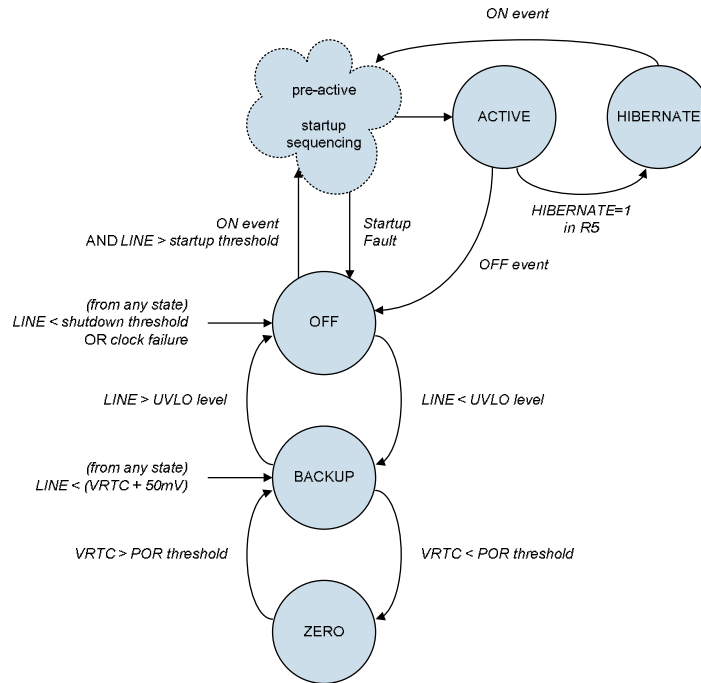 ON event
pre-active
startup
sequencing
ACTIVE
HIBERNATE
HIBERNATE=1
in R5
ON event
AND LINE > startup threshold
Startup
Fault
OFF event
(from any state)
LINE < shutdown threshold
OR clock failure
OFF
LINE > UVLO level
LINE < UVLO level
(from any state)
LINE < (VRTC + 50mV)
BACKUP
VRTC > POR threshold
VRTC < POR threshold
ZERO